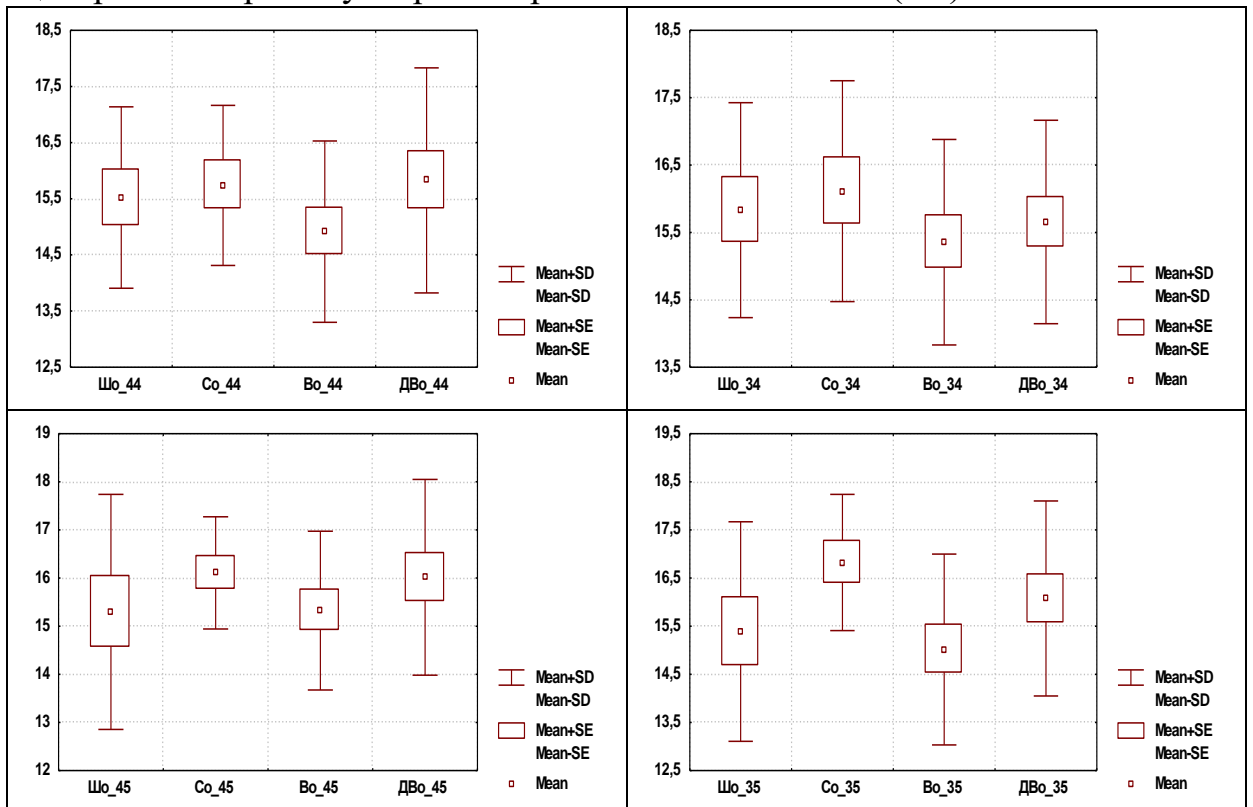 18,5
17,5
16,5
15,5
14,5
13,5
12,5
Шо_44 Со_44 Во_44 ДВо_44
Mean+SD
Mean-SD
Mean+SE
Mean-SE
Mean
18,5
17,5
16,5
15,5
14,5
13,5
Шо_34 Со_34 Во_34 ДВо_34
Mean+SD
Mean-SD
Mean+SE
Mean-SE
Mean
19
18
17
16
15
14
13
12
Шо_45 Со_45 Во_45 ДВо_45
Mean+SD
Mean-SD
Mean+SE
Mean-SE
Mean
19,5
18,5
17,5
16,5
15,5
14,5
13,5
12,5
Шо_35 Со_35 Во_35 ДВо_35
Mean+SD
Mean-SD
Mean+SE
Mean-SE
Mean